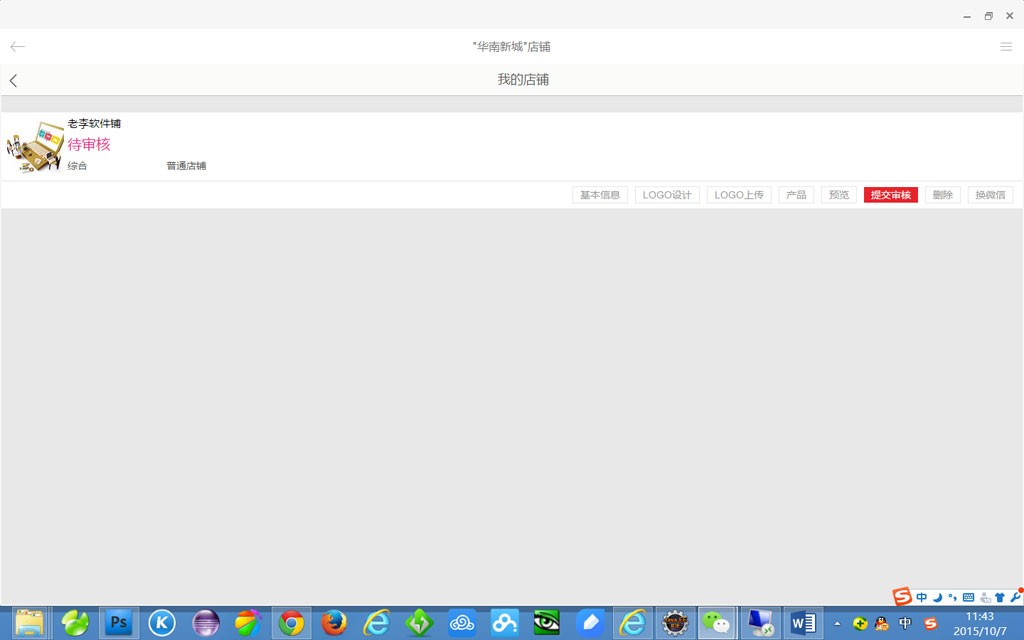 "华南新城"店铺
我的店铺
老李软件铺
待审核
综合 普通店铺
基本信息 LOGO设计 LOGO上传 产品 预览 提交审核 删除 换微信
中
Ps K W 中 S
11:43
2015/10/7